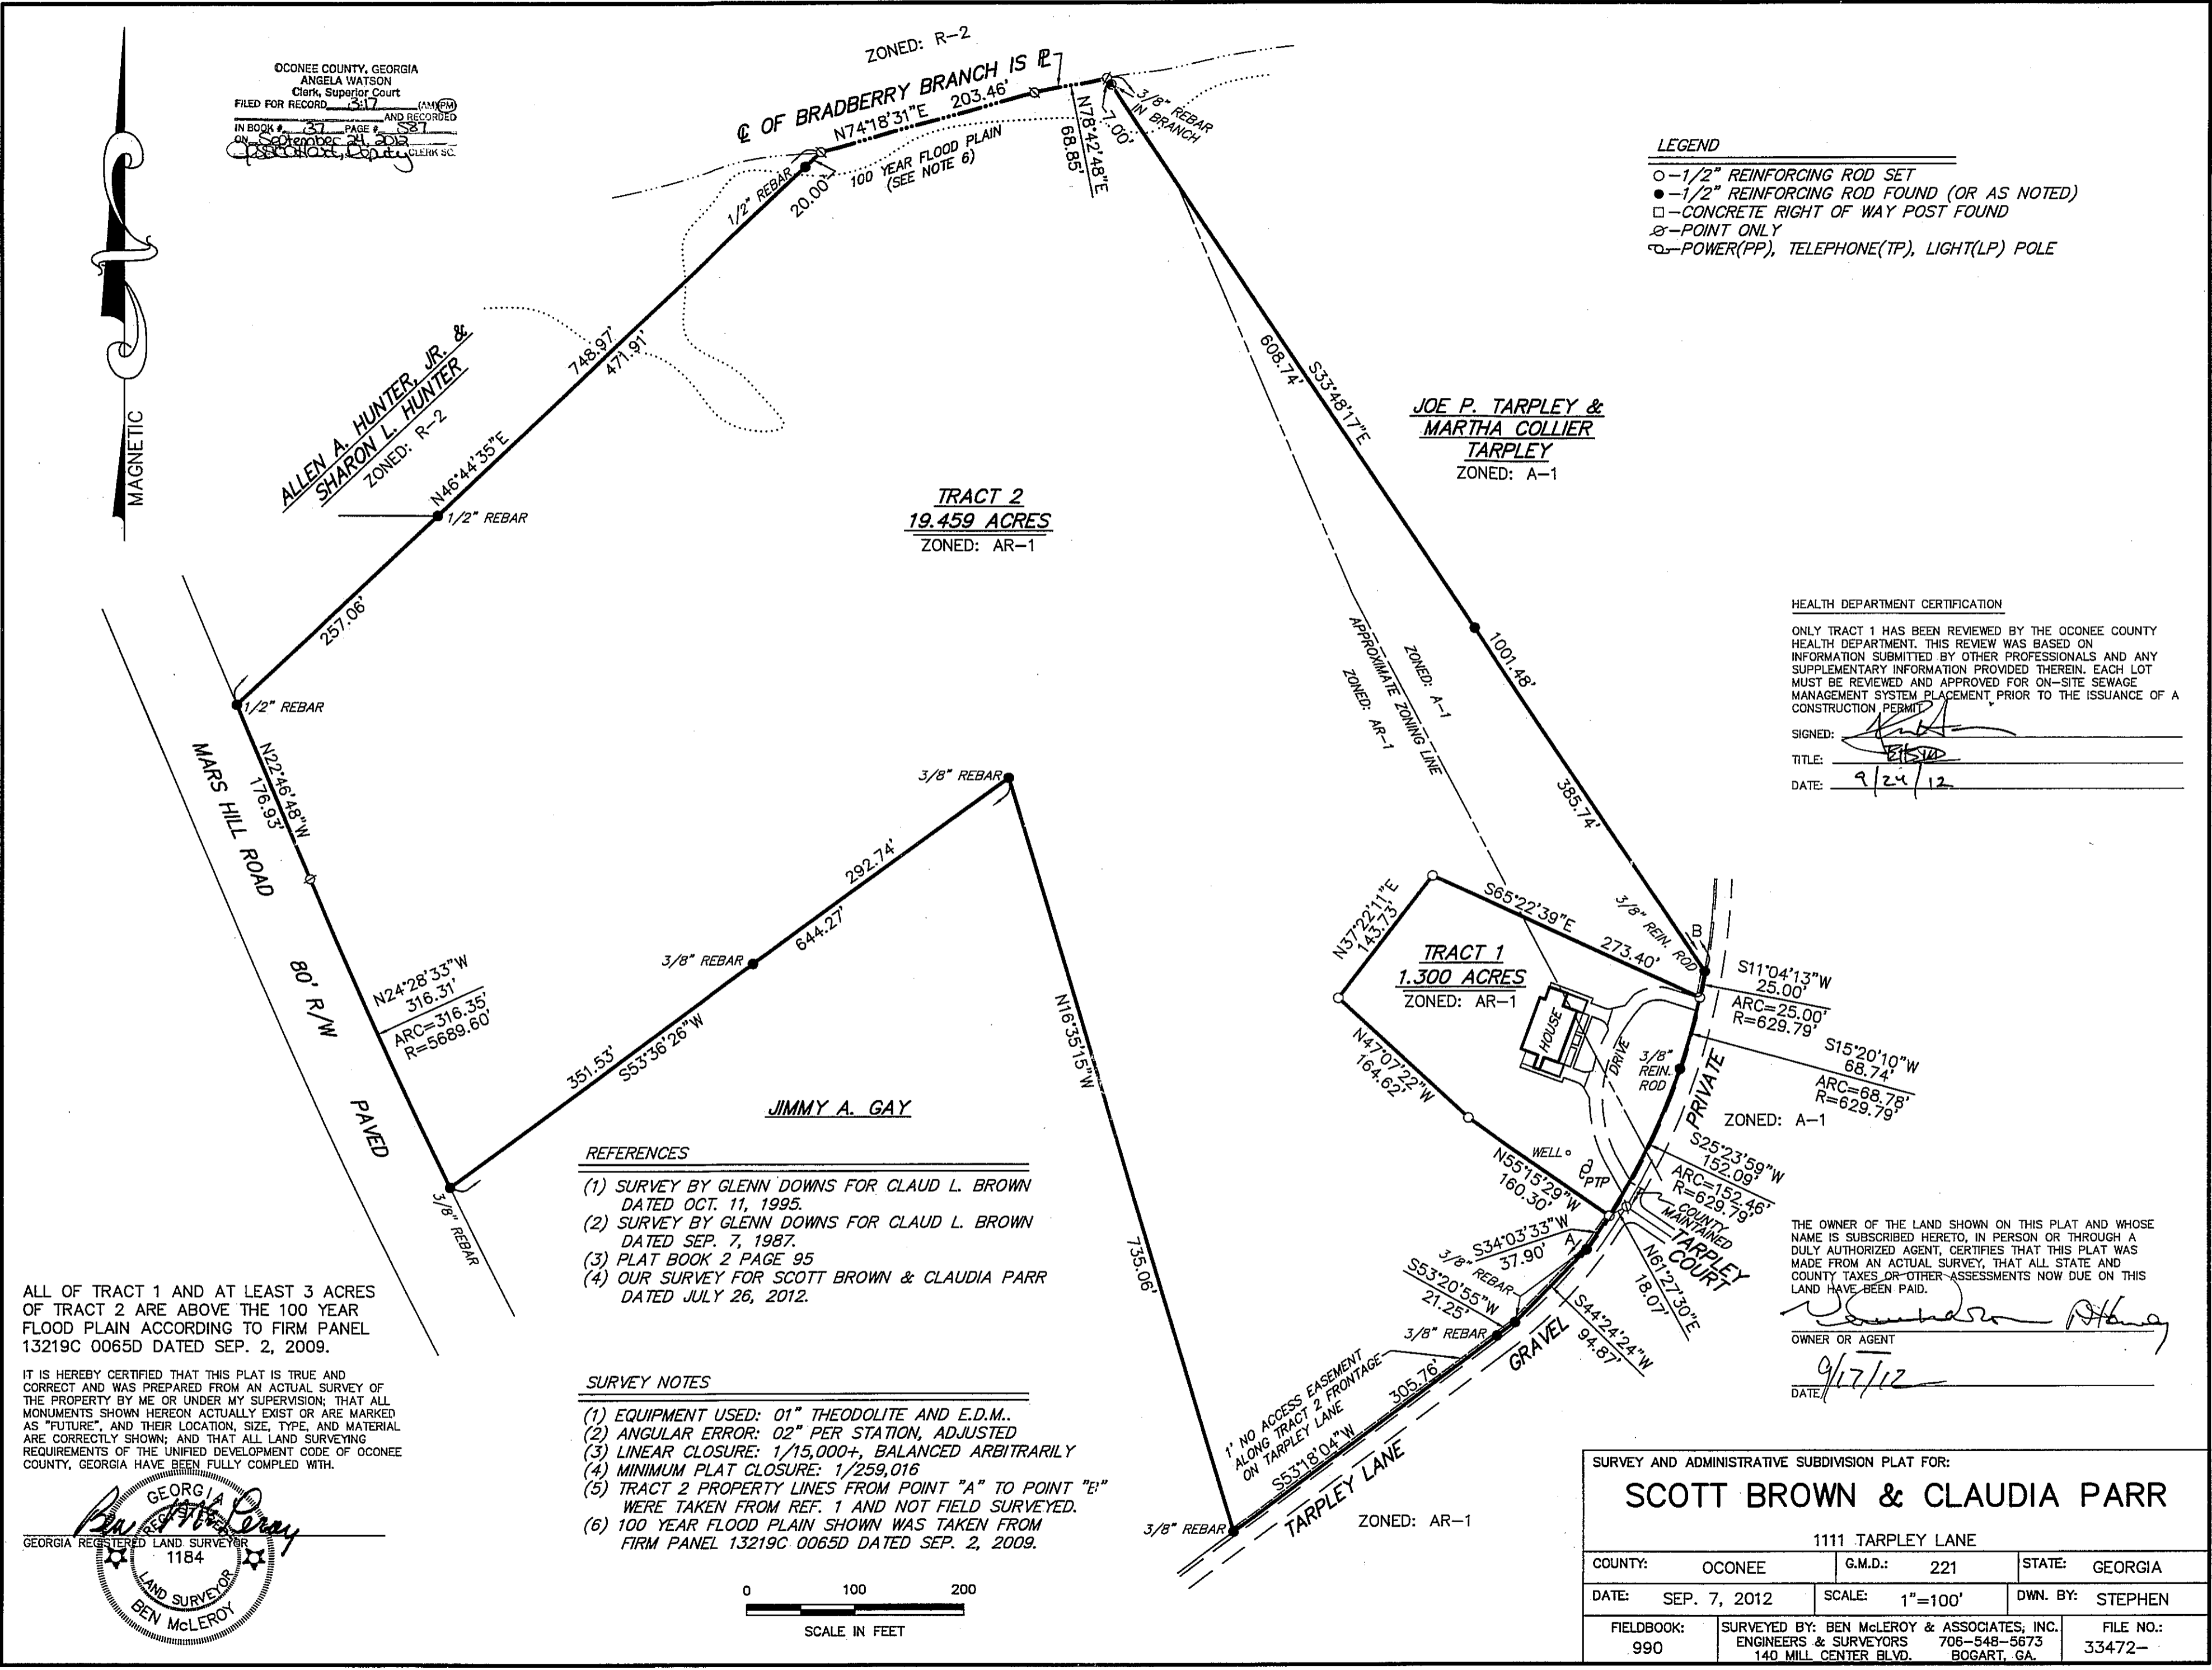 OCONEE COUNTY, GEORGIA
ANGELA WATSON
Clerk, Superior Court
FILED FOR RECORD 3:17 (AM)(PM)
AND RECORDED
IN BOOK # 37 PAGE # 587
ON September 24, 2012
Deputy CLERK SC.
MAGNETIC
ZONED: R-2
℄ OF BRADBERRY BRANCH IS ⅊
N74°18'31"E 203.46'
100 YEAR FLOOD PLAIN
(SEE NOTE 6)
N78°42'48"E
68.85'
7.00'
3/8" REBAR
IN BRANCH
1/2" REBAR
20.00'
LEGEND
○-1/2" REINFORCING ROD SET
●-1/2" REINFORCING ROD FOUND (OR AS NOTED)
□-CONCRETE RIGHT OF WAY POST FOUND
⌀-POINT ONLY
-POWER(PP), TELEPHONE(TP), LIGHT(LP) POLE
ALLEN A. HUNTER, JR. &
SHARON L. HUNTER
ZONED: R-2
748.97'
471.91'
N46°44'35"E
1/2" REBAR
257.06'
1/2" REBAR
608.74'
S33°48'17"E
JOE P. TARPLEY &
MARTHA COLLIER
TARPLEY
ZONED: A-1
TRACT 2
19.459 ACRES
ZONED: AR-1
ZONED: A-1
APPROXIMATE ZONING LINE
ZONED: AR-1
1001.48'
385.74'
HEALTH DEPARTMENT CERTIFICATION
ONLY TRACT 1 HAS BEEN REVIEWED BY THE OCONEE COUNTY
HEALTH DEPARTMENT. THIS REVIEW WAS BASED ON
INFORMATION SUBMITTED BY OTHER PROFESSIONALS AND ANY
SUPPLEMENTARY INFORMATION PROVIDED THEREIN. EACH LOT
MUST BE REVIEWED AND APPROVED FOR ON-SITE SEWAGE
MANAGEMENT SYSTEM PLACEMENT PRIOR TO THE ISSUANCE OF A
CONSTRUCTION PERMIT.
SIGNED:
TITLE:
DATE: 9/24/12
N22°46'48"W
176.93'
MARS HILL ROAD
80' R/W
PAVED
N24°28'33"W
316.31'
ARC=316.35'
R=5689.60'
3/8" REBAR
3/8" REBAR
292.74'
644.27'
3/8" REBAR
351.53'
S53°36'26"W
JIMMY A. GAY
N16°35'15"W
735.06'
N37°22'11"E
143.73'
S65°22'39"E
273.40'
3/8" REIN. ROD
B
TRACT 1
1.300 ACRES
ZONED: AR-1
HOUSE
DRIVE
3/8"
REIN.
ROD
N47°07'22"W
164.62'
WELL
PTP
N55°15'29"W
160.30'
S11°04'13"W
25.00'
ARC=25.00'
R=629.79'
S15°20'10"W
68.74'
ARC=68.78'
R=629.79'
PRIVATE
ZONED: A-1
S25°23'59"W
152.09'
ARC=152.46'
R=629.79'
COUNTY
MAINTAINED
TARPLEY
COURT
N61°27'30"E
18.07'
S34°03'33"W
37.90'
A
3/8" REBAR
S53°20'55"W
21.25'
3/8" REBAR
S44°24'24"W
94.87'
GRAVEL
1' NO ACCESS EASEMENT
ALONG TRACT 2 FRONTAGE
ON TARPLEY LANE
305.76'
S53°18'04"W
TARPLEY LANE
3/8" REBAR
ZONED: AR-1
REFERENCES
(1) SURVEY BY GLENN DOWNS FOR CLAUD L. BROWN
DATED OCT. 11, 1995.
(2) SURVEY BY GLENN DOWNS FOR CLAUD L. BROWN
DATED SEP. 7, 1987.
(3) PLAT BOOK 2 PAGE 95
(4) OUR SURVEY FOR SCOTT BROWN & CLAUDIA PARR
DATED JULY 26, 2012.
SURVEY NOTES
(1) EQUIPMENT USED: 01" THEODOLITE AND E.D.M..
(2) ANGULAR ERROR: 02" PER STATION, ADJUSTED
(3) LINEAR CLOSURE: 1/15,000+, BALANCED ARBITRARILY
(4) MINIMUM PLAT CLOSURE: 1/259,016
(5) TRACT 2 PROPERTY LINES FROM POINT "A" TO POINT "B"
WERE TAKEN FROM REF. 1 AND NOT FIELD SURVEYED.
(6) 100 YEAR FLOOD PLAIN SHOWN WAS TAKEN FROM
FIRM PANEL 13219C 0065D DATED SEP. 2, 2009.
0 100 200
SCALE IN FEET
ALL OF TRACT 1 AND AT LEAST 3 ACRES
OF TRACT 2 ARE ABOVE THE 100 YEAR
FLOOD PLAIN ACCORDING TO FIRM PANEL
13219C 0065D DATED SEP. 2, 2009.
IT IS HEREBY CERTIFIED THAT THIS PLAT IS TRUE AND
CORRECT AND WAS PREPARED FROM AN ACTUAL SURVEY OF
THE PROPERTY BY ME OR UNDER MY SUPERVISION; THAT ALL
MONUMENTS SHOWN HEREON ACTUALLY EXIST OR ARE MARKED
AS "FUTURE", AND THEIR LOCATION, SIZE, TYPE, AND MATERIAL
ARE CORRECTLY SHOWN; AND THAT ALL LAND SURVEYING
REQUIREMENTS OF THE UNIFIED DEVELOPMENT CODE OF OCONEE
COUNTY, GEORGIA HAVE BEEN FULLY COMPLED WITH.
Ben McLeroy
GEORGIA REGISTERED LAND SURVEYOR
GEORGIA
REGISTERED
1184
LAND SURVEYOR
BEN McLEROY
THE OWNER OF THE LAND SHOWN ON THIS PLAT AND WHOSE
NAME IS SUBSCRIBED HERETO, IN PERSON OR THROUGH A
DULY AUTHORIZED AGENT, CERTIFIES THAT THIS PLAT WAS
MADE FROM AN ACTUAL SURVEY, THAT ALL STATE AND
COUNTY TAXES OR OTHER ASSESSMENTS NOW DUE ON THIS
LAND HAVE BEEN PAID.
OWNER OR AGENT
9/17/12
DATE
SURVEY AND ADMINISTRATIVE SUBDIVISION PLAT FOR:
SCOTT BROWN & CLAUDIA PARR
1111 TARPLEY LANE
COUNTY: OCONEE G.M.D.: 221 STATE: GEORGIA
DATE: SEP. 7, 2012 SCALE: 1"=100' DWN. BY: STEPHEN
FIELDBOOK: 990
SURVEYED BY: BEN McLEROY & ASSOCIATES, INC.
ENGINEERS & SURVEYORS 706-548-5673
140 MILL CENTER BLVD. BOGART, GA.
FILE NO.: 33472-